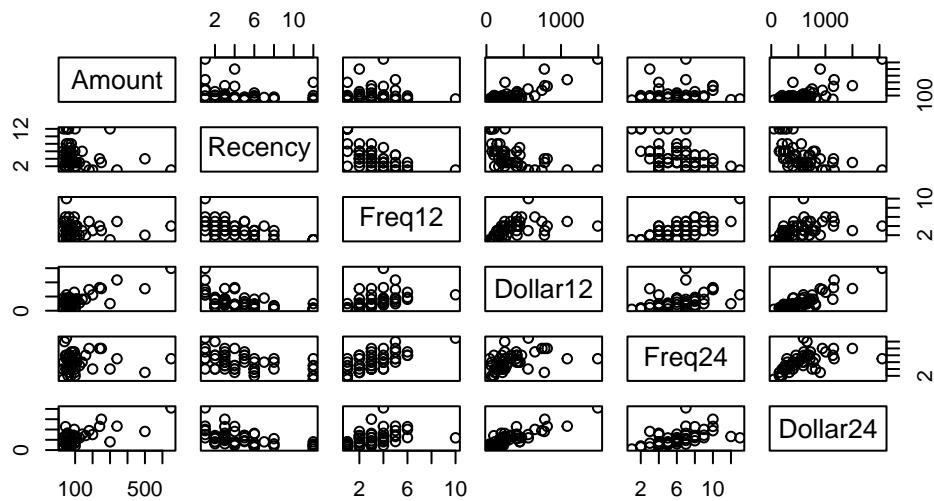 2 6 10 0 1000 0 1000
Amount 100
12 2 Recency
Freq12 10 2
0 Dollar12
Freq24 2
0 Dollar24
100 500 2 6 10 2 6 10